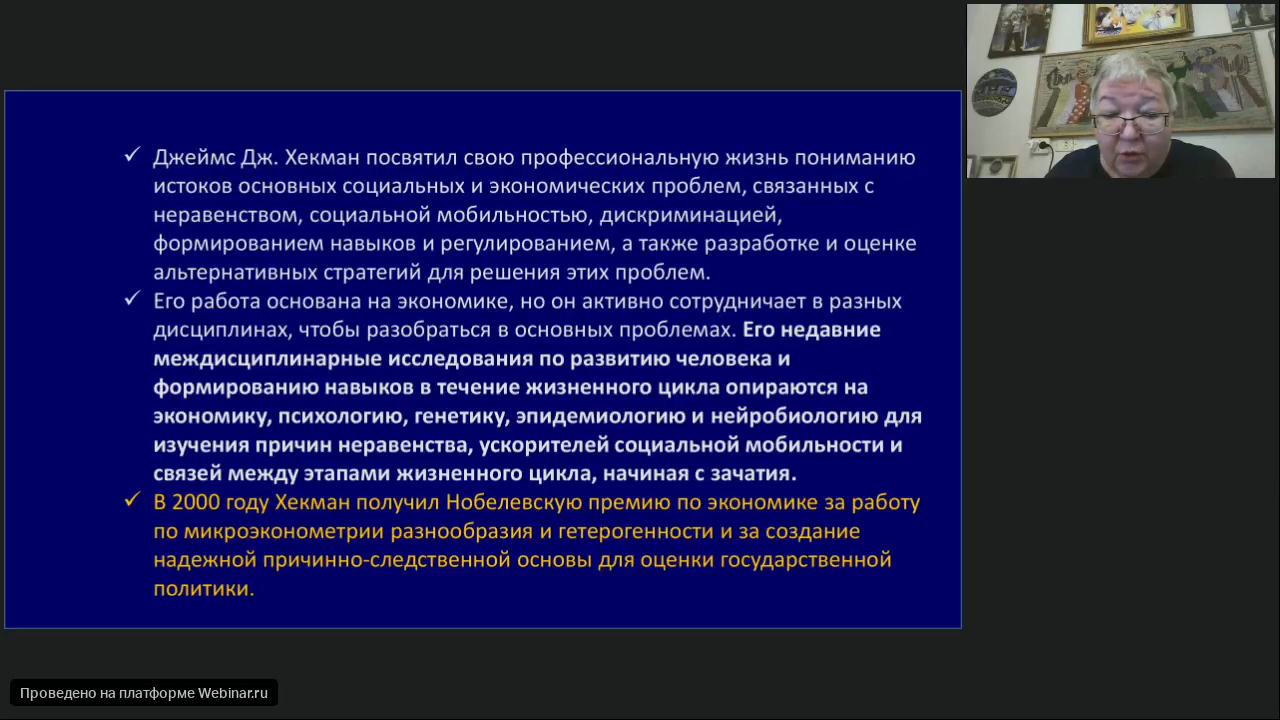 Джеймс Дж. Хекман посвятил свою профессиональную жизнь пониманию
истоков основных социальных и экономических проблем, связанных с
неравенством, социальной мобильностью, дискриминацией,
формированием навыков и регулированием, а также разработке и оценке
альтернативных стратегий для решения этих проблем.
Его работа основана на экономике, но он активно сотрудничает в разных
дисциплинах, чтобы разобраться в основных проблемах. Его недавние
междисциплинарные исследования по развитию человека и
формированию навыков в течение жизненного цикла опираются на
экономику, психологию, генетику, эпидемиологию и нейробиологию для
изучения причин неравенства, ускорителей социальной мобильности и
связей между этапами жизненного цикла, начиная с зачатия.
В 2000 году Хекман получил Нобелевскую премию по экономике за работу
по микроэконометрии разнообразия и гетерогенности и за создание
надежной причинно-следственной основы для оценки государственной
политики.
Проведено на платформе Webinar.ru